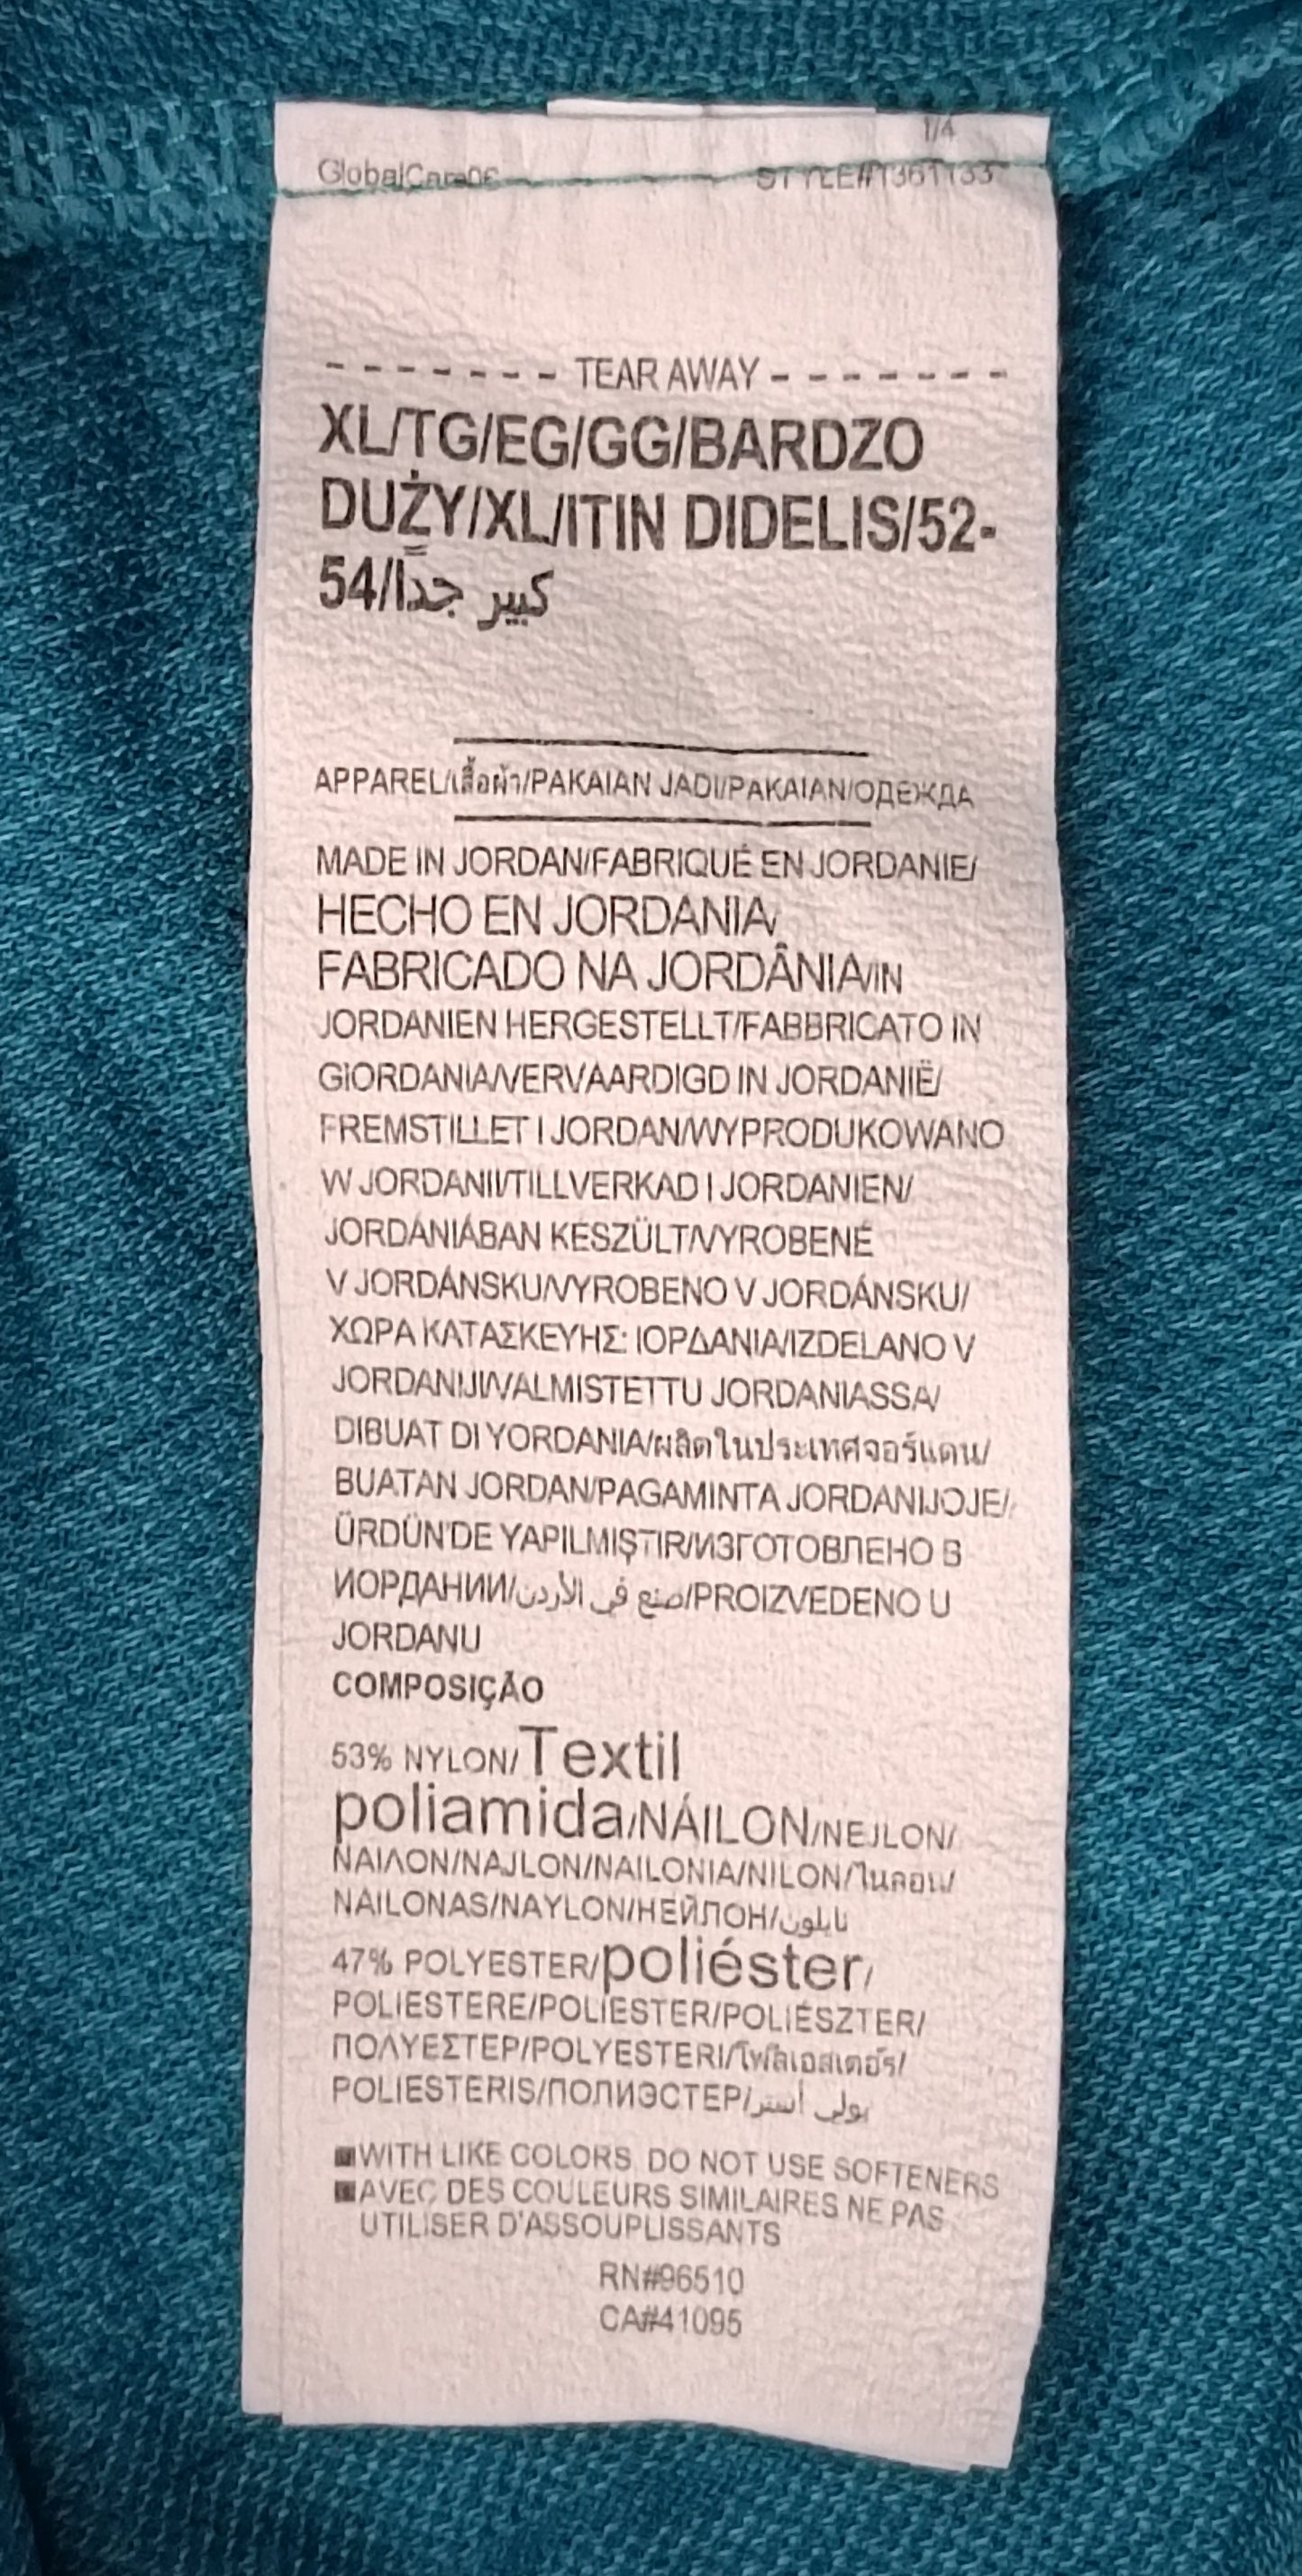 1/4
STYLE#1361133
TEAR AWAY
XL/TG/EG/GG/BARDZO
DUŻY/XL/ITIN DIDELIS/52-
54/كبير جداً
APPAREL/เสื้อผ้า/PAKAIAN JADI/PAKAIAN/ОДЕЖДА
MADE IN JORDAN/FABRIQUÉ EN JORDANIE/
HECHO EN JORDANIA/
FABRICADO NA JORDÂNIA/IN
JORDANIEN HERGESTELLT/FABBRICATO IN
GIORDANIA/VERVAARDIGD IN JORDANIË/
FREMSTILLET I JORDAN/WYPRODUKOWANO
W JORDANII/TILLVERKAD I JORDANIEN/
JORDÁNIÁBAN KÉSZÜLT/VYROBENÉ
V JORDÁNSKU/VYROBENO V JORDÁNSKU/
ΧΩΡΑ ΚΑΤΑΣΚΕΥΗΣ: ΙΟΡΔΑΝΙΑ/IZDELANO V
JORDANIJI/VALMISTETTU JORDANIASSA/
DIBUAT DI YORDANIA/ผลิตในประเทศจอร์แดน/
BUATAN JORDAN/PAGAMINTA JORDANIJOJE/
ÜRDÜN'DE YAPILMIŞTIR/ИЗГОТОВЛЕНО В
ИОРДАНИИ/صنع في الأردن/PROIZVEDENO U
JORDANU
COMPOSIÇÃO
53% NYLON/Textil
poliamida/NÁILON/NEJLON/
ΝΑΙΛΟΝ/NAJLON/NAILONIA/NILON/ไนลอน/
NAILONAS/NAYLON/НЕЙЛОН/نايلون
47% POLYESTER/poliéster/
POLIESTERE/POLIESTER/POLIÉSZTER/
ΠΟΛΥΕΣΤΕΡ/POLYESTERI/โพลีเอสเตอร์/
POLIESTERIS/ПОЛИЭСТЕР/بولي أستر
■WITH LIKE COLORS DO NOT USE SOFTENERS
■AVEC DES COULEURS SIMILAIRES NE PAS
UTILISER D'ASSOUPLISSANTS
RN#96510
CA#41095